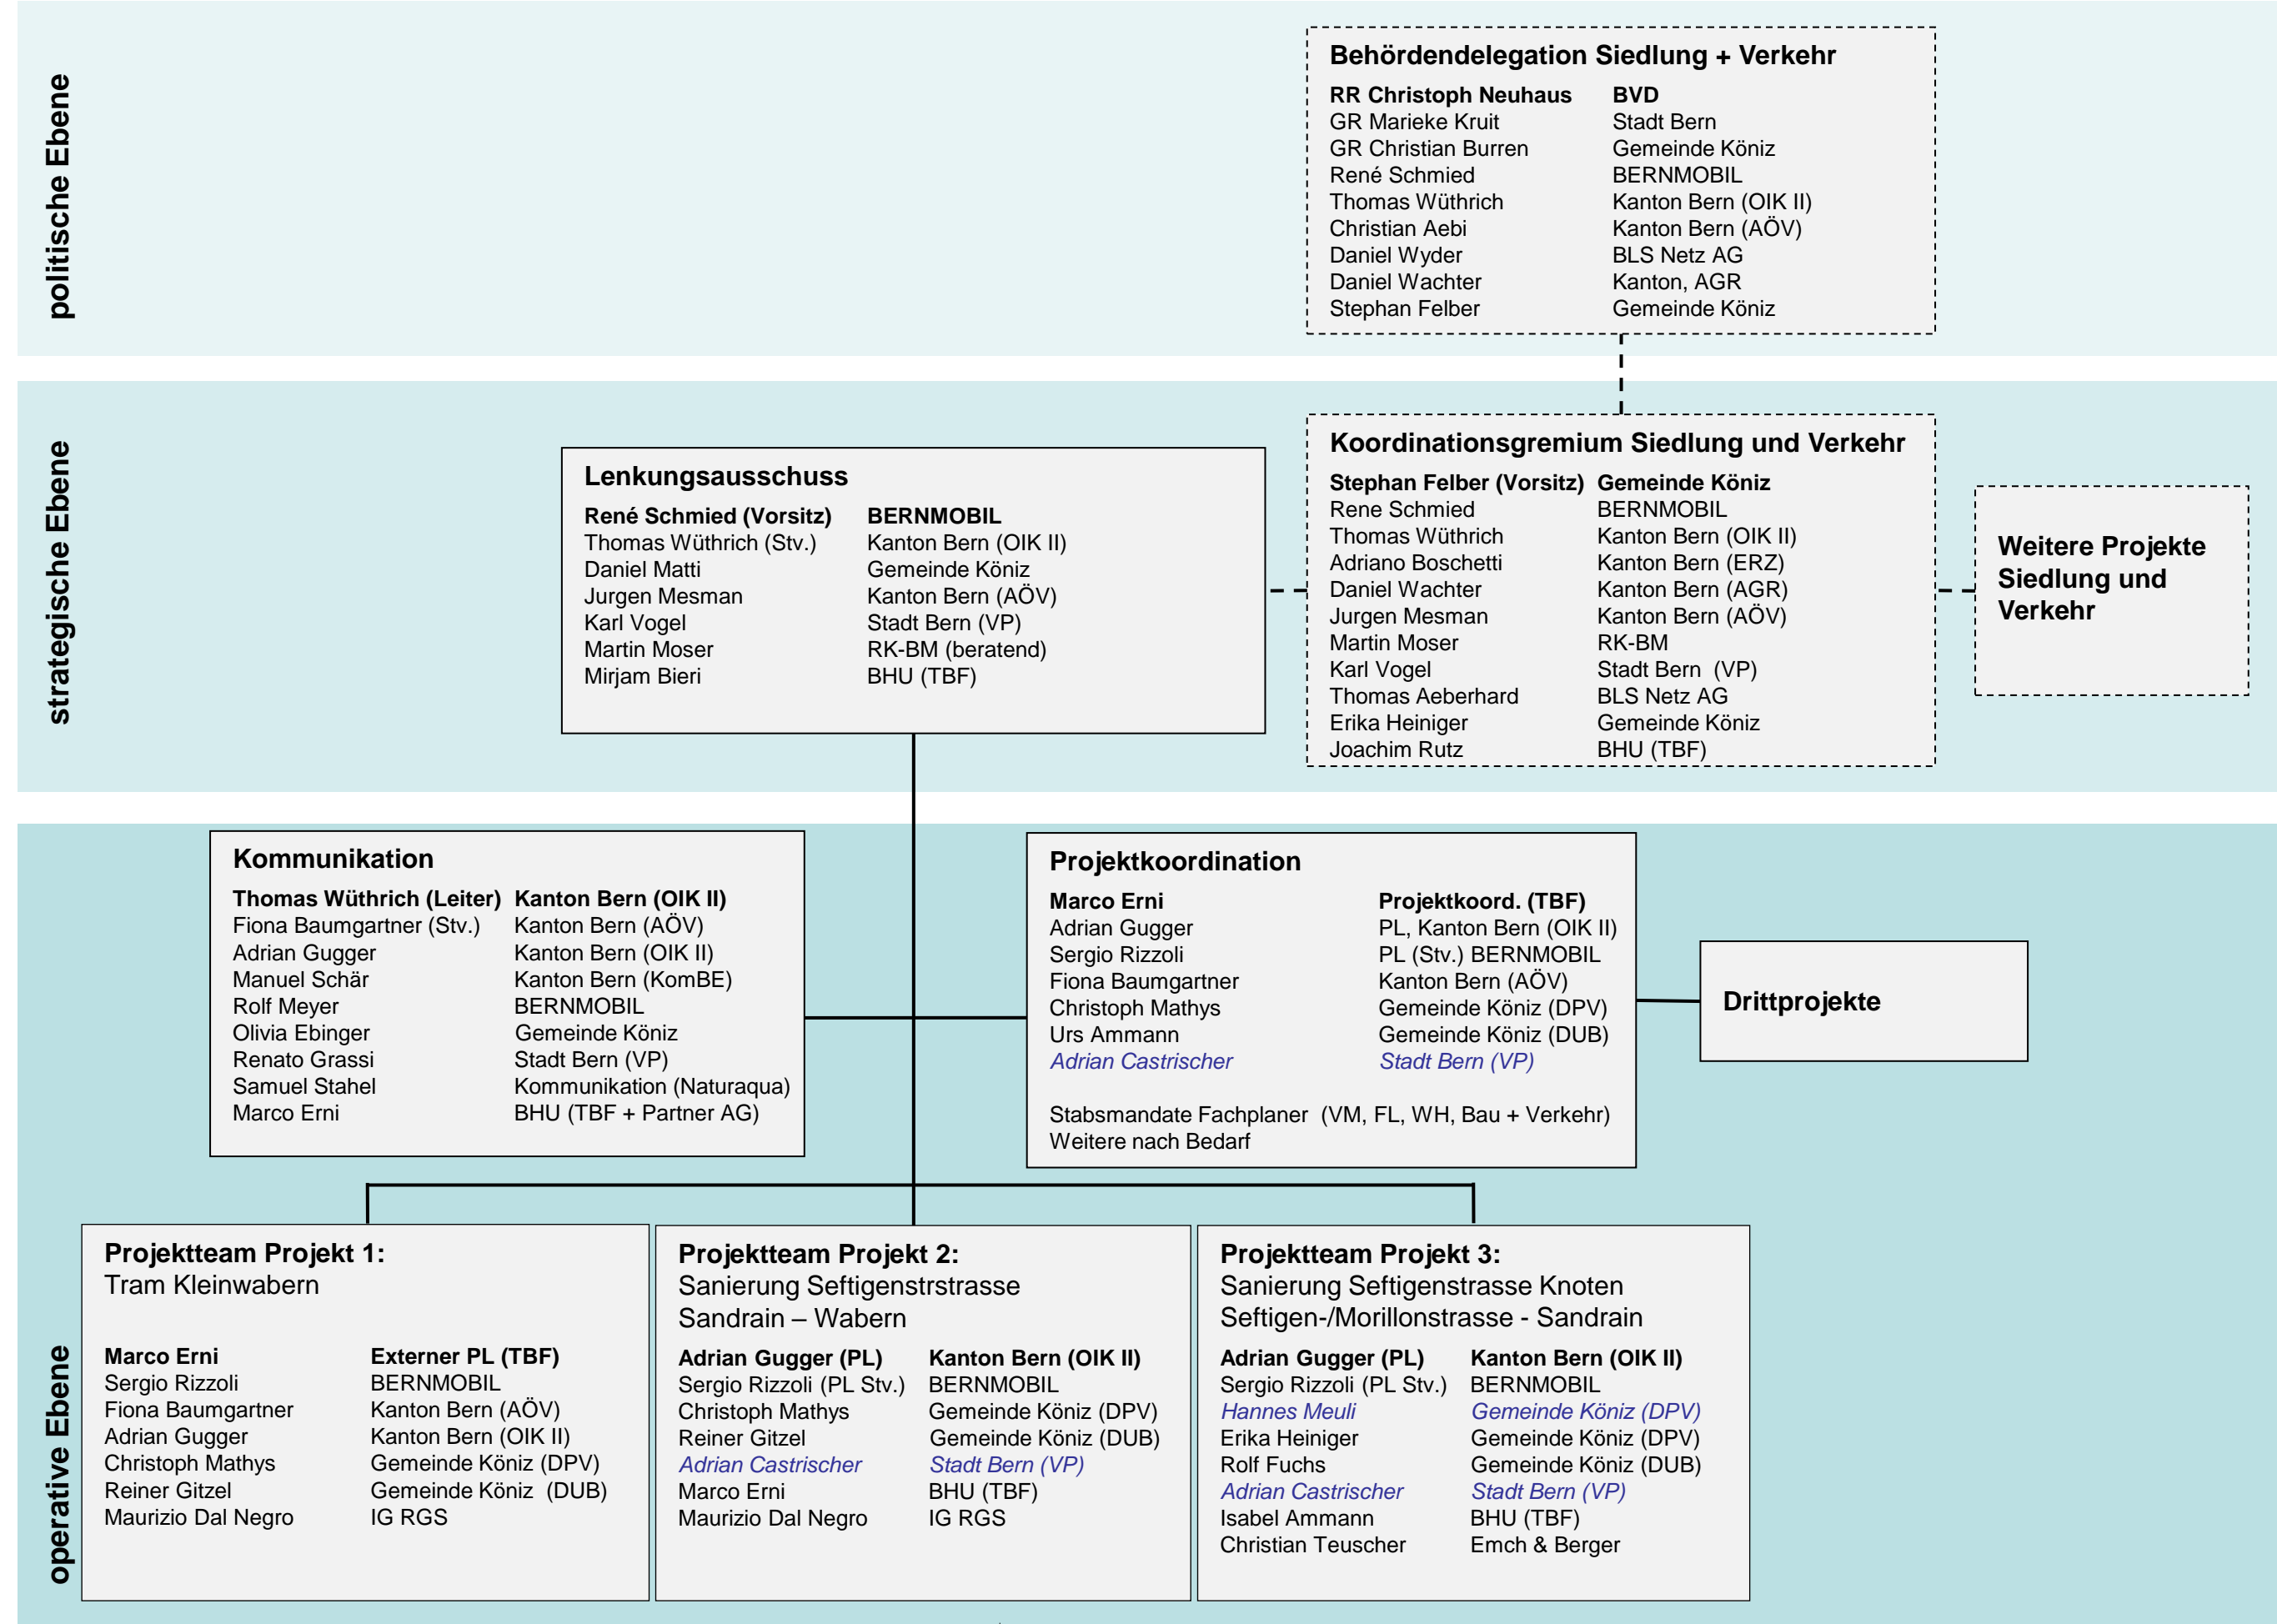 politische Ebene
Behördendelegation Siedlung + Verkehr
RR Christoph Neuhaus BVD
GR Marieke Kruit Stadt Bern
GR Christian Burren Gemeinde Köniz
René Schmied BERNMOBIL
Thomas Wüthrich Kanton Bern (OIK II)
Christian Aebi Kanton Bern (AÖV)
Daniel Wyder BLS Netz AG
Daniel Wachter Kanton, AGR
Stephan Felber Gemeinde Köniz
strategische Ebene
Lenkungsausschuss
René Schmied (Vorsitz) BERNMOBIL
Thomas Wüthrich (Stv.) Kanton Bern (OIK II)
Daniel Matti Gemeinde Köniz
Jurgen Mesman Kanton Bern (AÖV)
Karl Vogel Stadt Bern (VP)
Martin Moser RK-BM (beratend)
Mirjam Bieri BHU (TBF)
Koordinationsgremium Siedlung und Verkehr
Stephan Felber (Vorsitz) Gemeinde Köniz
Rene Schmied BERNMOBIL
Thomas Wüthrich Kanton Bern (OIK II)
Adriano Boschetti Kanton Bern (ERZ)
Daniel Wachter Kanton Bern (AGR)
Jurgen Mesman Kanton Bern (AÖV)
Martin Moser RK-BM
Karl Vogel Stadt Bern (VP)
Thomas Aeberhard BLS Netz AG
Erika Heiniger Gemeinde Köniz
Joachim Rutz BHU (TBF)
Weitere Projekte
Siedlung und
Verkehr
operative Ebene
Kommunikation
Thomas Wüthrich (Leiter) Kanton Bern (OIK II)
Fiona Baumgartner (Stv.) Kanton Bern (AÖV)
Adrian Gugger Kanton Bern (OIK II)
Manuel Schär Kanton Bern (KomBE)
Rolf Meyer BERNMOBIL
Olivia Ebinger Gemeinde Köniz
Renato Grassi Stadt Bern (VP)
Samuel Stahel Kommunikation (Naturaqua)
Marco Erni BHU (TBF + Partner AG)
Projektkoordination
Marco Erni Projektkoord. (TBF)
Adrian Gugger PL, Kanton Bern (OIK II)
Sergio Rizzoli PL (Stv.) BERNMOBIL
Fiona Baumgartner Kanton Bern (AÖV)
Christoph Mathys Gemeinde Köniz (DPV)
Urs Ammann Gemeinde Köniz (DUB)
Adrian Castrischer Stadt Bern (VP)
Stabsmandate Fachplaner (VM, FL, WH, Bau + Verkehr)
Weitere nach Bedarf
Drittprojekte
Projektteam Projekt 1:
Tram Kleinwabern
Marco Erni Externer PL (TBF)
Sergio Rizzoli BERNMOBIL
Fiona Baumgartner Kanton Bern (AÖV)
Adrian Gugger Kanton Bern (OIK II)
Christoph Mathys Gemeinde Köniz (DPV)
Reiner Gitzel Gemeinde Köniz (DUB)
Maurizio Dal Negro IG RGS
Projektteam Projekt 2:
Sanierung Seftigenstrstrasse
Sandrain – Wabern
Adrian Gugger (PL) Kanton Bern (OIK II)
Sergio Rizzoli (PL Stv.) BERNMOBIL
Christoph Mathys Gemeinde Köniz (DPV)
Reiner Gitzel Gemeinde Köniz (DUB)
Adrian Castrischer Stadt Bern (VP)
Marco Erni BHU (TBF)
Maurizio Dal Negro IG RGS
Projektteam Projekt 3:
Sanierung Seftigenstrasse Knoten
Seftigen-/Morillonstrasse - Sandrain
Adrian Gugger (PL) Kanton Bern (OIK II)
Sergio Rizzoli (PL Stv.) BERNMOBIL
Hannes Meuli Gemeinde Köniz (DPV)
Erika Heiniger Gemeinde Köniz (DPV)
Rolf Fuchs Gemeinde Köniz (DUB)
Adrian Castrischer Stadt Bern (VP)
Isabel Ammann BHU (TBF)
Christian Teuscher Emch & Berger